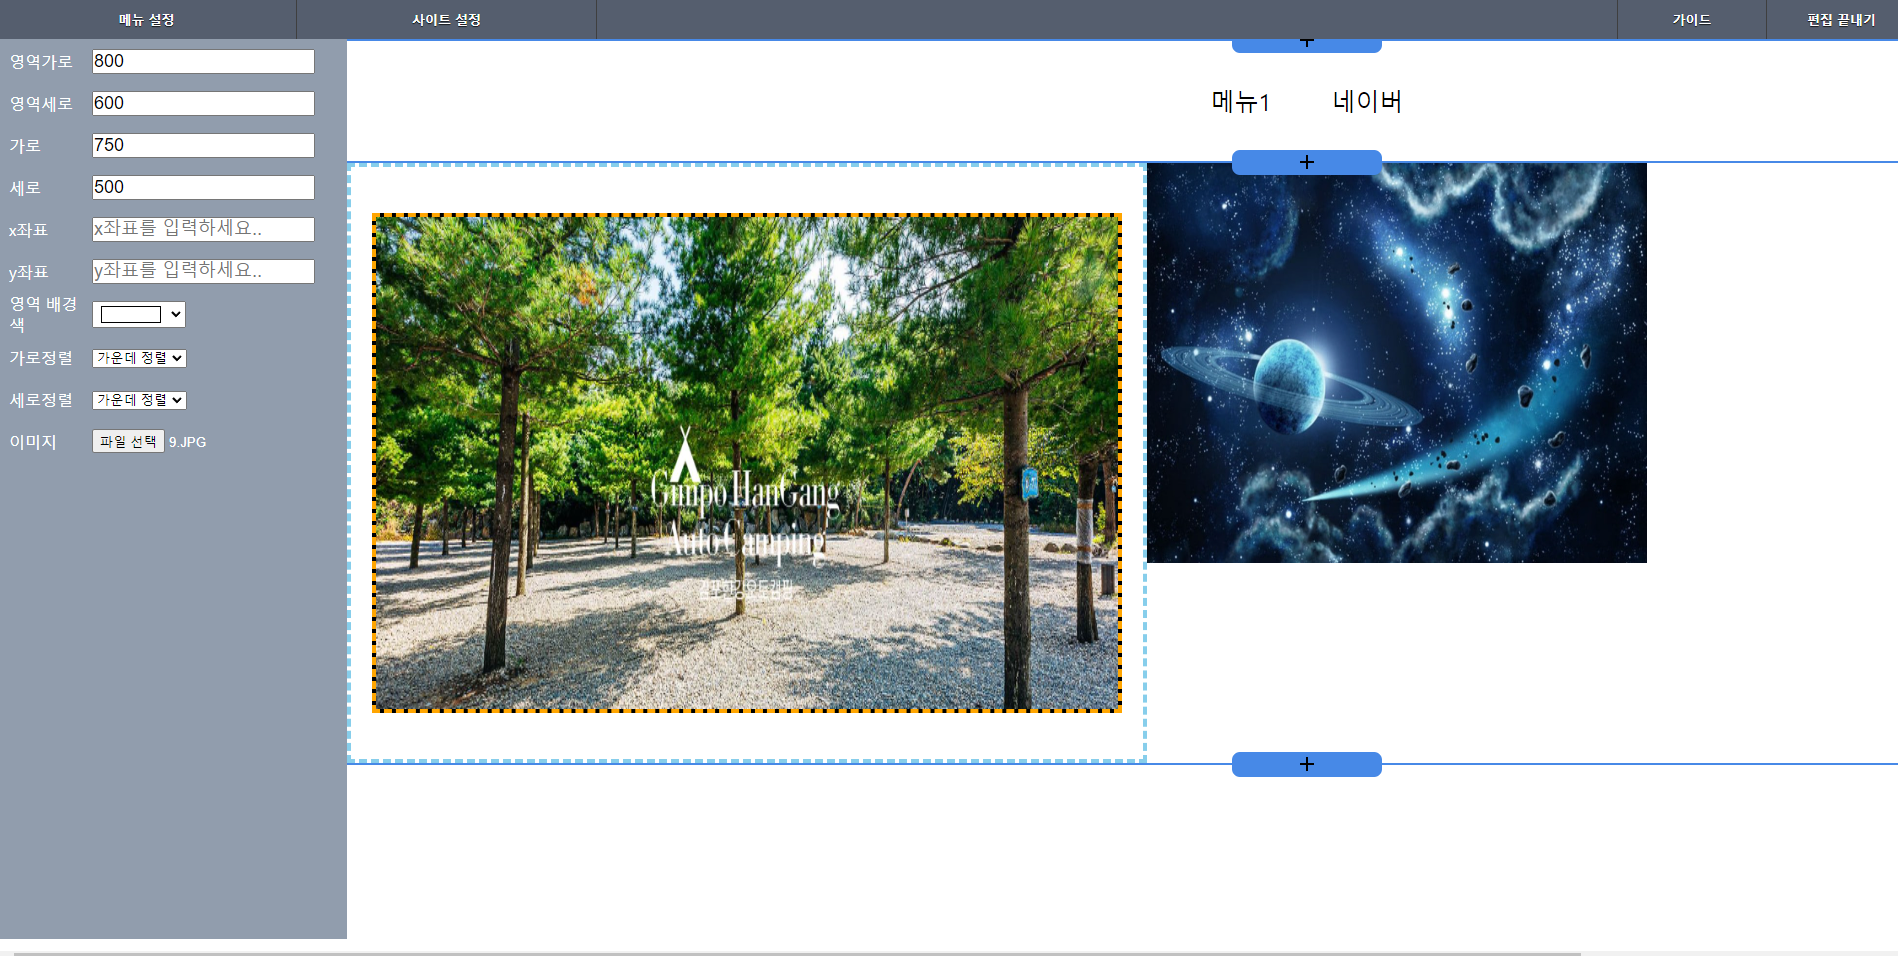 메뉴 설정
사이트 설정
가이드
편집 끝내기
영역가로 800
영역세로 600
가로 750
세로 500
x좌표 x좌표를 입력하세요..
y좌표 y좌표를 입력하세요..
영역 배경
색
가로정렬 가운데 정렬
세로정렬 가운데 정렬
이미지 파일 선택 9.JPG
메뉴1 네이버
Gimpo HanGang
Auto Camping
김포한강오토캠핑